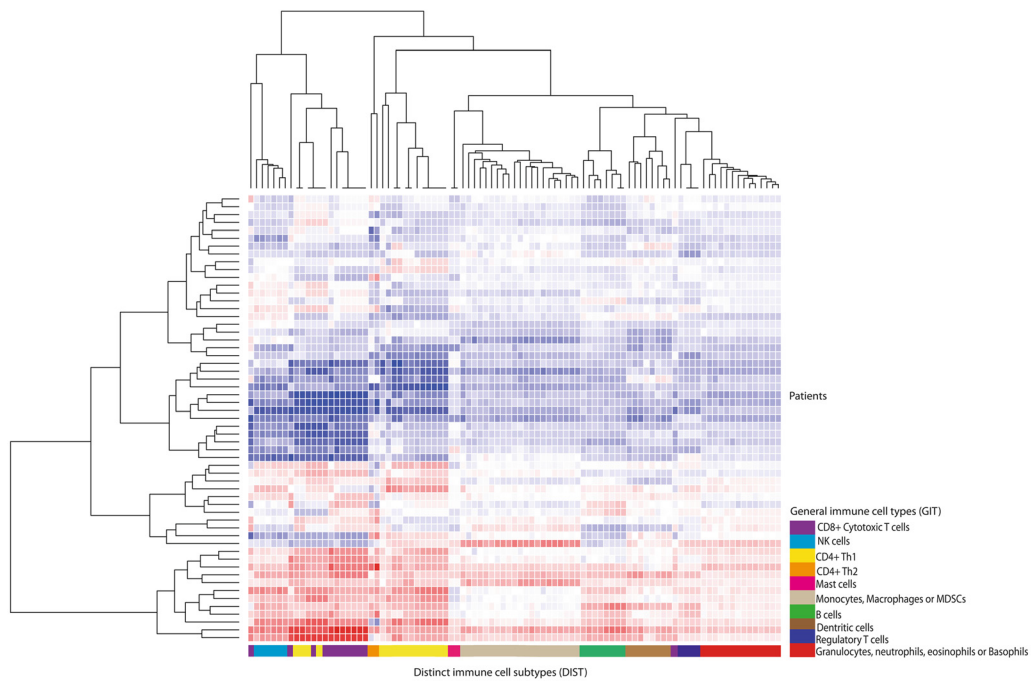 Patients
General immune cell types (GIT)
CD8+ Cytotoxic T cells
NK cells
CD4+ Th1
CD4+ Th2
Mast cells
Monocytes, Macrophages or MDSCs
B cells
Dentritic cells
Regulatory T cells
Granulocytes, neutrophils, eosinophils or Basophils
Distinct immune cell subtypes (DIST)